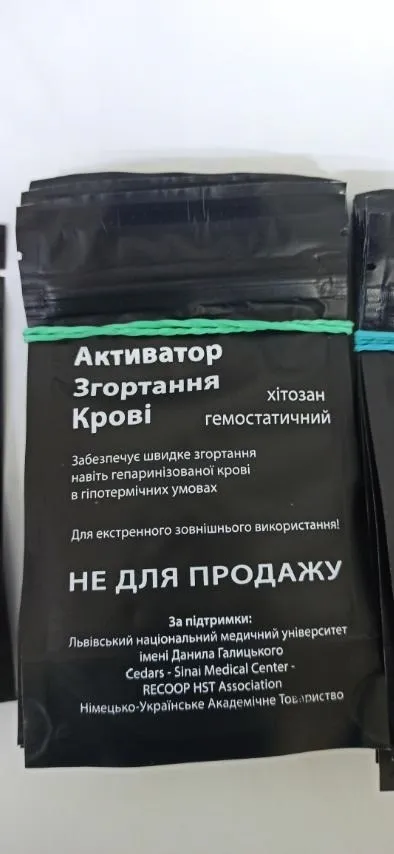 Активатор
Згортання
Крові
хітозан
гемостатичний
Забезпечує швидке згортання
навіть гепаринізованої крові
в гіпотермічних умовах
Для екстренного зовнішнього використання!
НЕ ДЛЯ ПРОДАЖУ
За підтримки:
Львівський національний медичний університет
імені Данила Галицького
Cedars - Sinai Medical Center -
RECOOP HST Association
Німецько-Українське Академічне Товариство